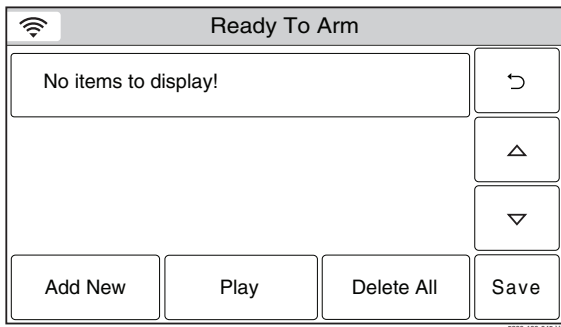 Ready To Arm
No items to display!
Add New
Play
Delete All
Save